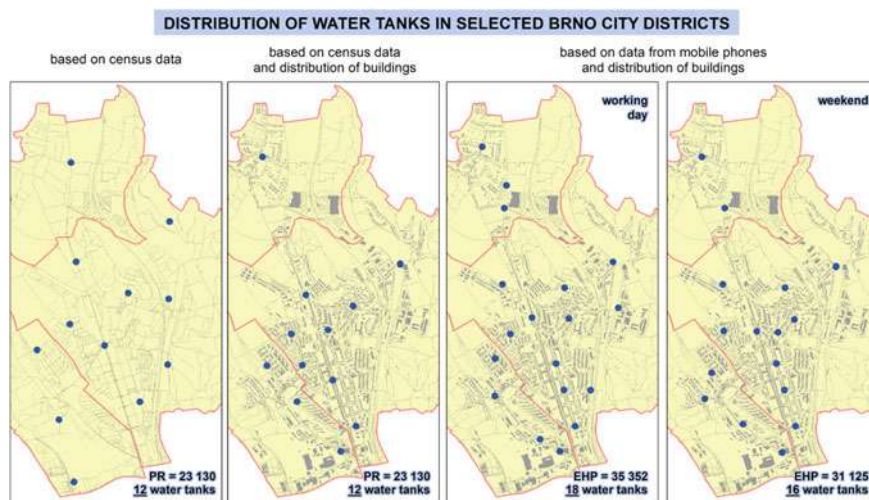 DISTRIBUTION OF WATER TANKS IN SELECTED BRNO CITY DISTRICTS
based on census data
based on census data
and distribution of buildings
based on data from mobile phones
and distribution of buildings
working
day
weekend
PR = 23 130
12 water tanks
PR = 23 130
12 water tanks
EHP = 35 352
18 water tanks
EHP = 31 125
16 water tanks